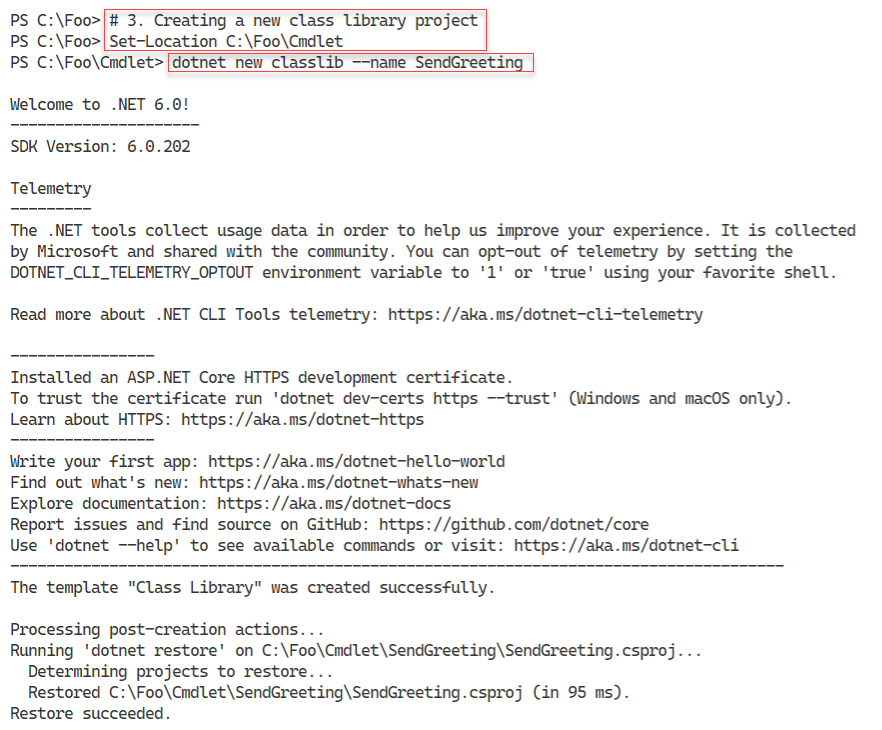 PS C:\Foo> # 3. Creating a new class library project
PS C:\Foo> Set-Location C:\Foo\Cmdlet
PS C:\Foo\Cmdlet> dotnet new classlib --name SendGreeting
Welcome to .NET 6.0!
---------------------
SDK Version: 6.0.202
Telemetry
---------
The .NET tools collect usage data in order to help us improve your experience. It is collected
by Microsoft and shared with the community. You can opt-out of telemetry by setting the
DOTNET_CLI_TELEMETRY_OPTOUT environment variable to '1' or 'true' using your favorite shell.
Read more about .NET CLI Tools telemetry: https://aka.ms/dotnet-cli-telemetry
----------------
Installed an ASP.NET Core HTTPS development certificate.
To trust the certificate run 'dotnet dev-certs https --trust' (Windows and macOS only).
Learn about HTTPS: https://aka.ms/dotnet-https
----------------
Write your first app: https://aka.ms/dotnet-hello-world
Find out what's new: https://aka.ms/dotnet-whats-new
Explore documentation: https://aka.ms/dotnet-docs
Report issues and find source on GitHub: https://github.com/dotnet/core
Use 'dotnet --help' to see available commands or visit: https://aka.ms/dotnet-cli
--------------------------------------------------------------------------------------
The template "Class Library" was created successfully.
Processing post-creation actions...
Running 'dotnet restore' on C:\Foo\Cmdlet\SendGreeting\SendGreeting.csproj...
  Determining projects to restore...
  Restored C:\Foo\Cmdlet\SendGreeting\SendGreeting.csproj (in 95 ms).
Restore succeeded.